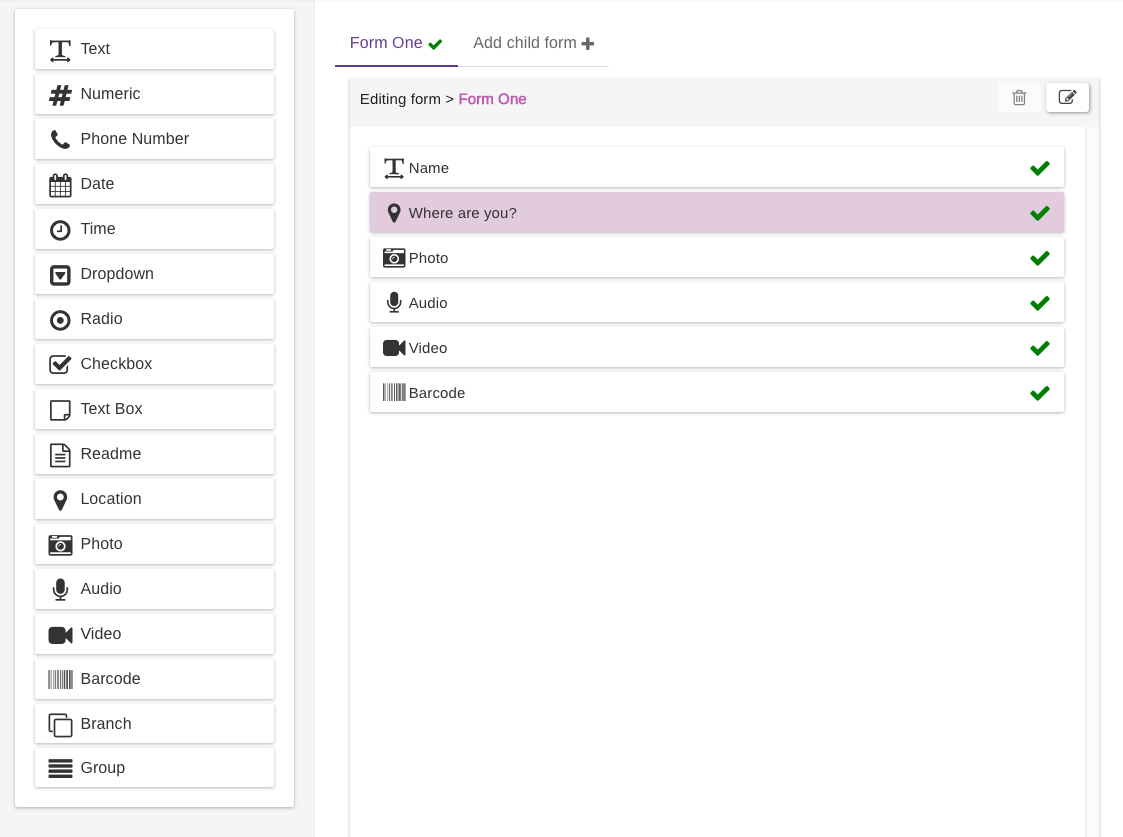 Text
Numeric
Phone Number
Date
Time
Dropdown
Radio
Checkbox
Text Box
Readme
Location
Photo
Audio
Video
Barcode
Branch
Group
Form One
Add child form
Editing form > Form One
Name
Where are you?
Photo
Audio
Video
Barcode